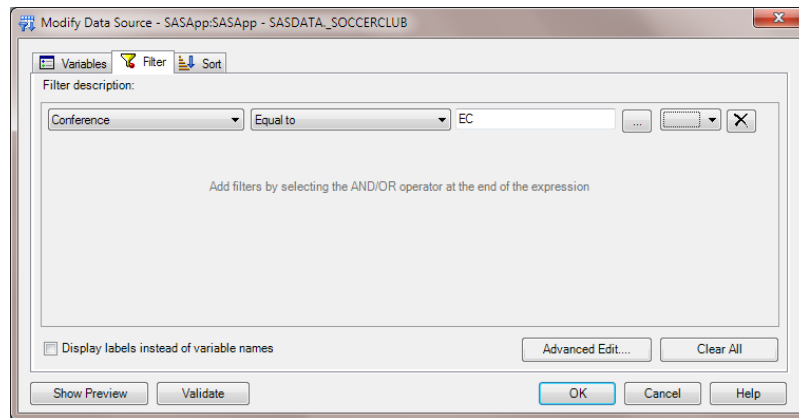 Modify Data Source - SASApp:SASApp - SASDATA._SOCCERCLUB
Variables Filter Sort
Filter description:
Conference Equal to EC ...
Add filters by selecting the AND/OR operator at the end of the expression
Display labels instead of variable names Advanced Edit.... Clear All
Show Preview Validate OK Cancel Help